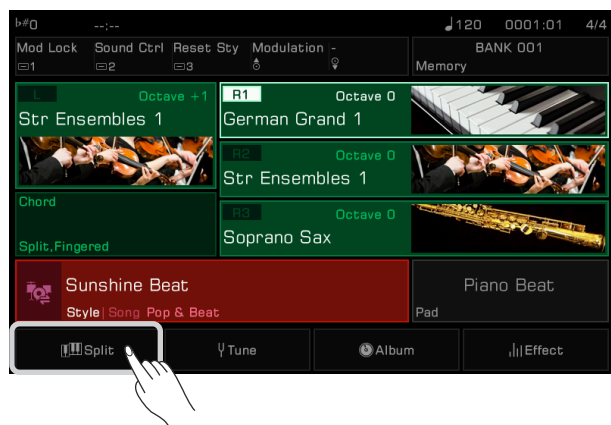 ♭#0 --:-- ♩120 0001:01 4/4
Mod Lock Sound Ctrl Reset Sty Modulatio - BANK 001
1 2 3 Memory
L Octave +1 R1 Octave 0
Str Ensembles 1 German Grand 1
R2 Octave 0
Str Ensembles 1
Chord R3 Octave 0
Split,Fingered Soprano Sax
Sunshine Beat Piano Beat
Style | Song Pop & Beat Pad
Split Tune Album Effect